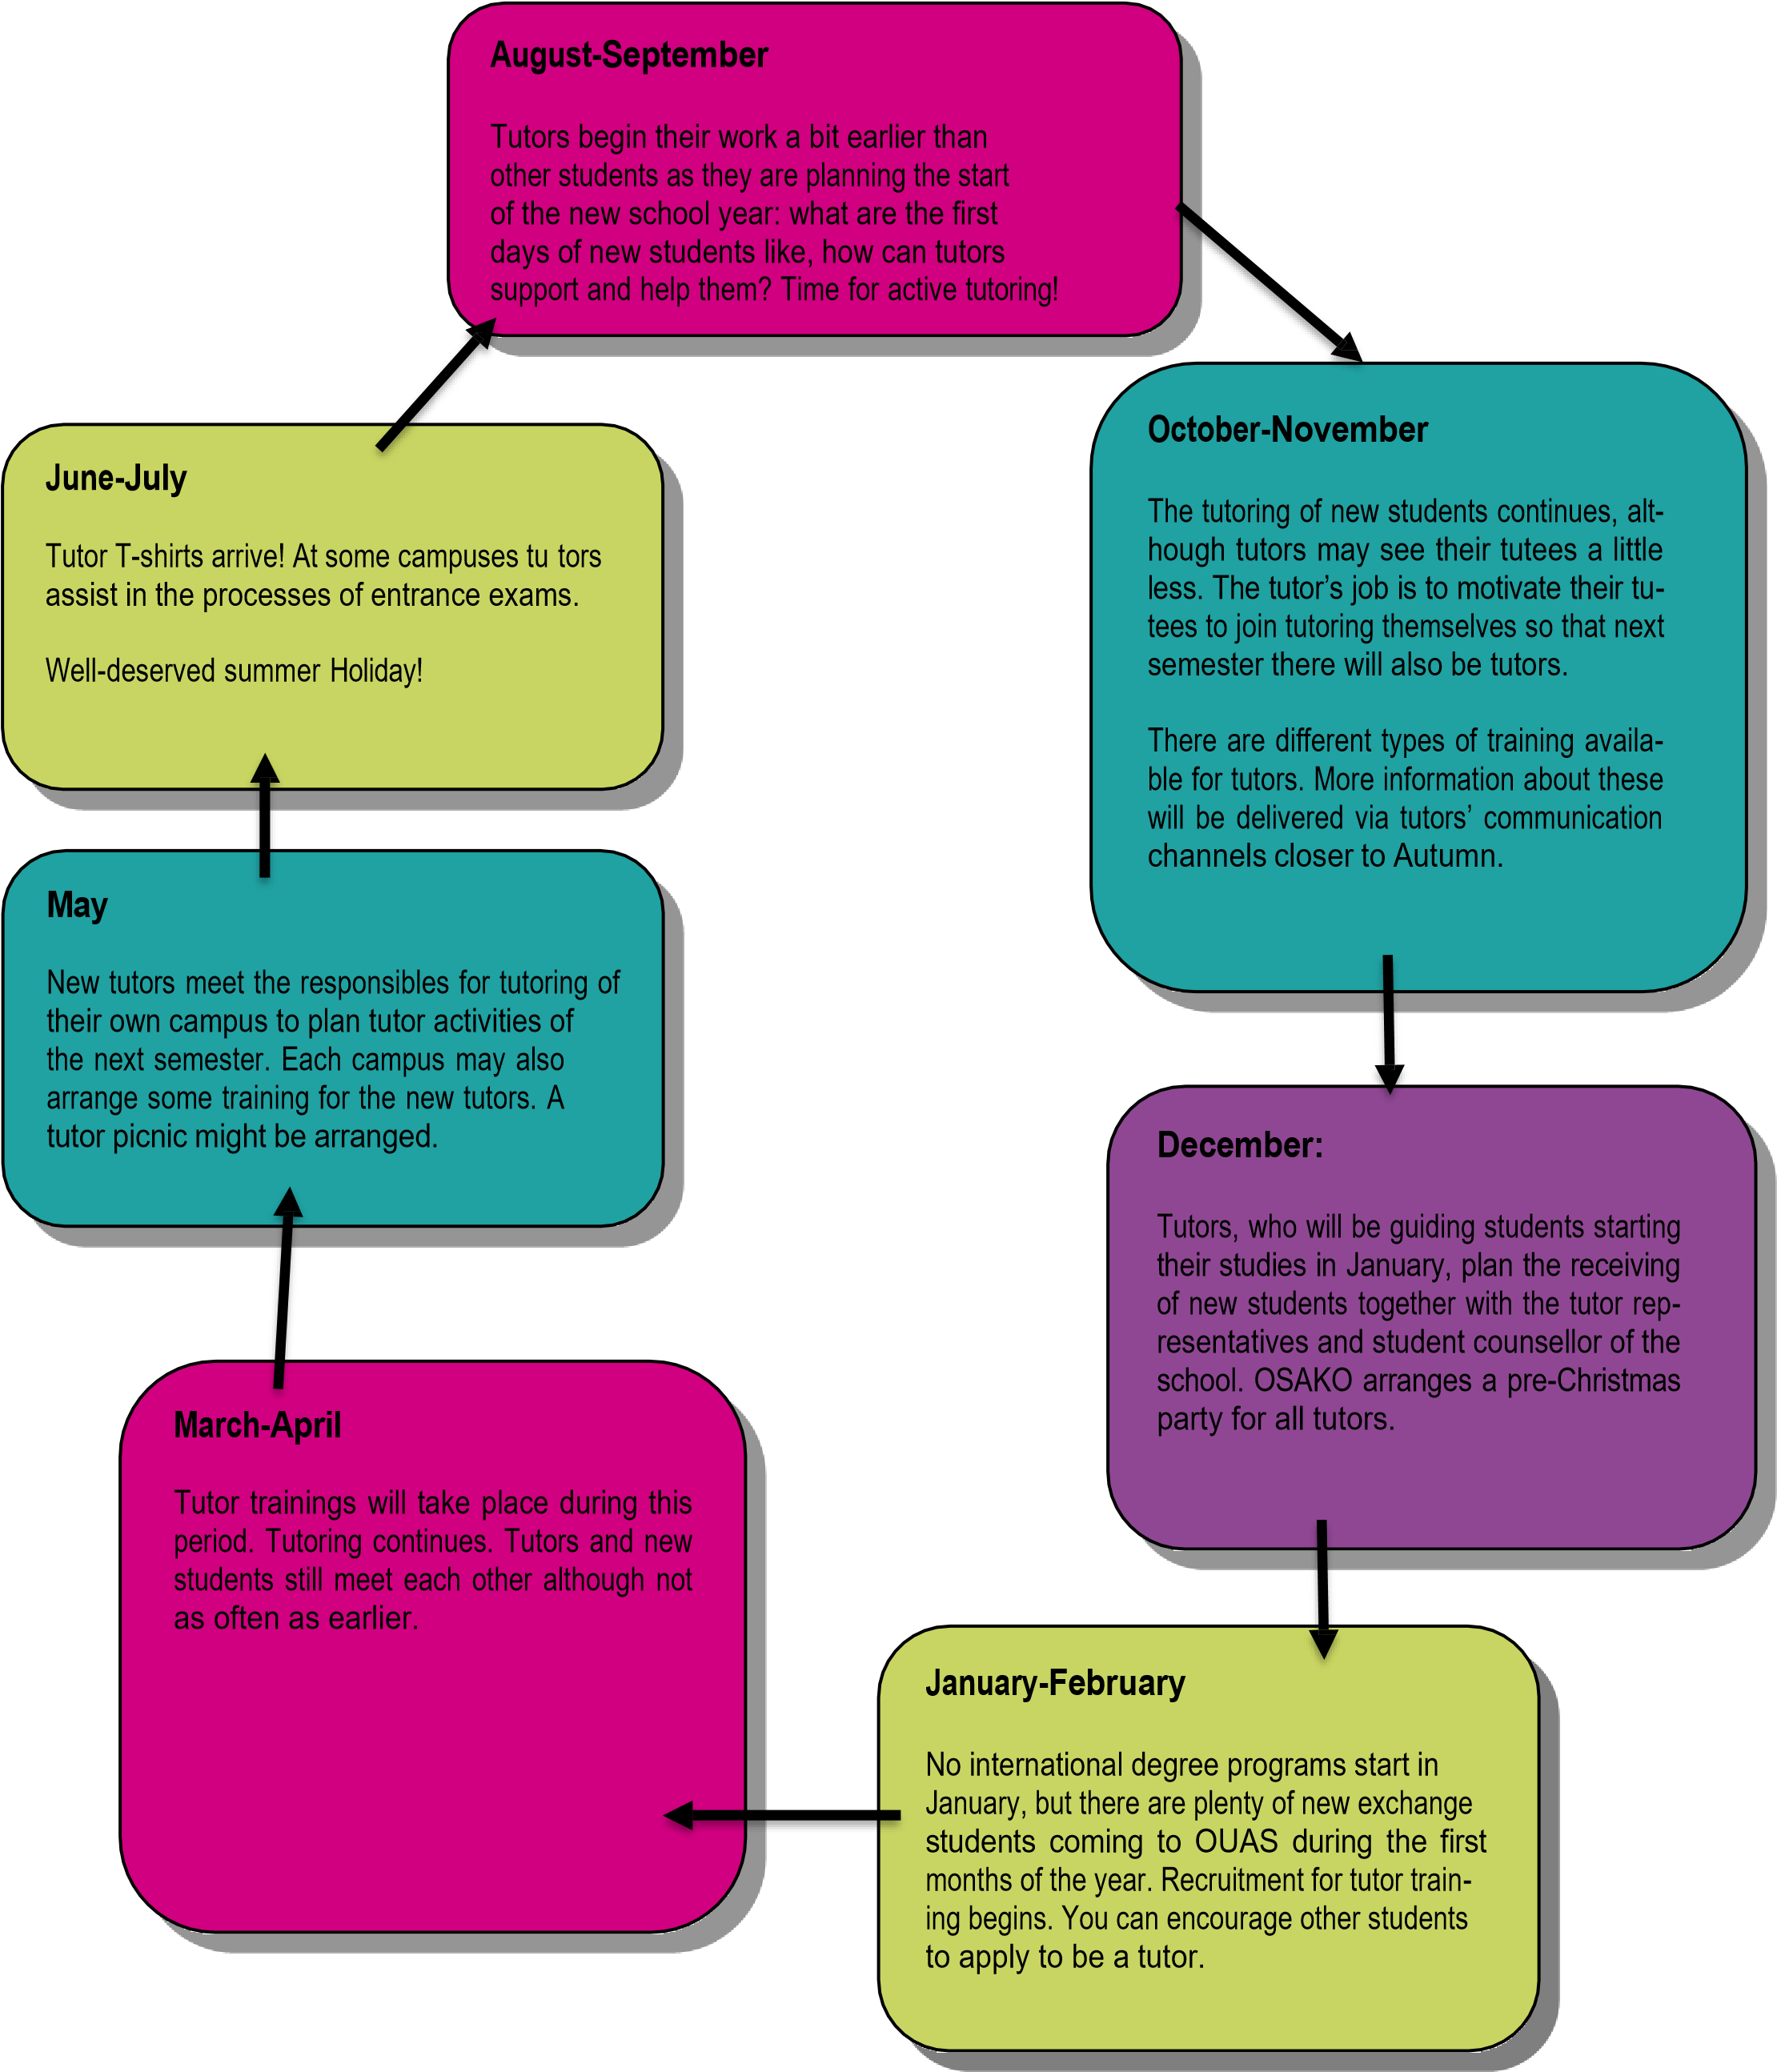 August-September
Tutors begin their work a bit earlier than
other students as they are planning the start
of the new school year: what are the first
days of new students like, how can tutors
support and help them? Time for active tutoring!
October-November
The tutoring of new students continues, alt-
hough tutors may see their tutees a little
less. The tutor’s job is to motivate their tu-
tees to join tutoring themselves so that next
semester there will also be tutors.
There are different types of training availa-
ble for tutors. More information about these
will be delivered via tutors’ communication
channels closer to Autumn.
December:
Tutors, who will be guiding students starting
their studies in January, plan the receiving
of new students together with the tutor rep-
resentatives and student counsellor of the
school. OSAKO arranges a pre-Christmas
party for all tutors.
January-February
No international degree programs start in
January, but there are plenty of new exchange
students coming to OUAS during the first
months of the year. Recruitment for tutor train-
ing begins. You can encourage other students
to apply to be a tutor.
March-April
Tutor trainings will take place during this
period. Tutoring continues. Tutors and new
students still meet each other although not
as often as earlier.
May
New tutors meet the responsibles for tutoring of
their own campus to plan tutor activities of
the next semester. Each campus may also
arrange some training for the new tutors. A
tutor picnic might be arranged.
June-July
Tutor T-shirts arrive! At some campuses tu tors
assist in the processes of entrance exams.
Well-deserved summer Holiday!